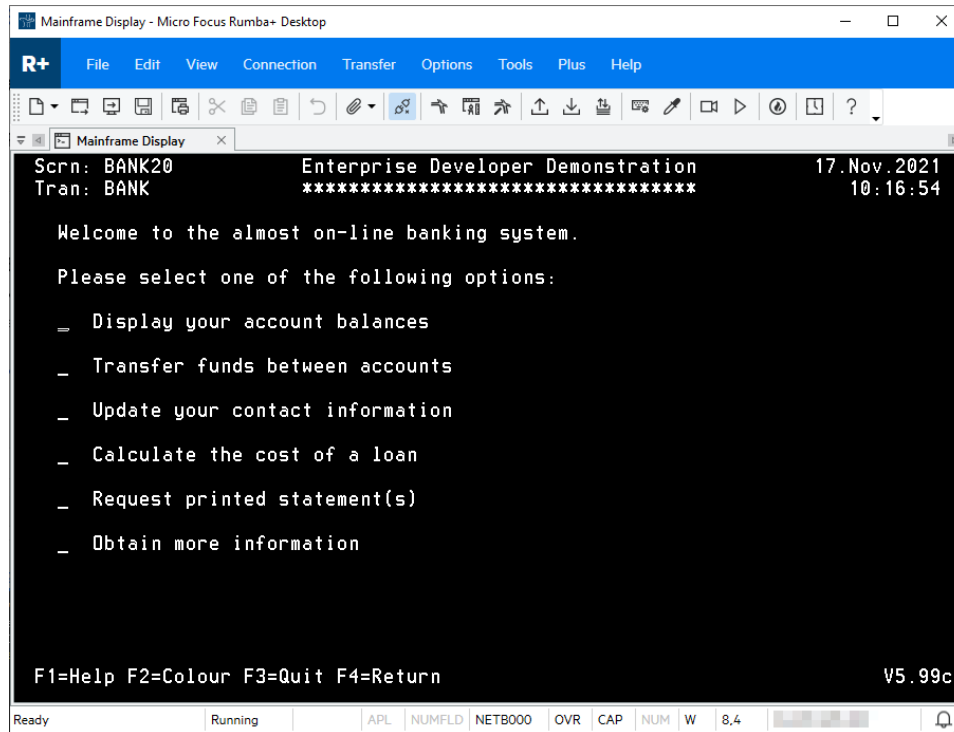 Mainframe Display - Micro Focus Rumba+ Desktop
R+ File Edit View Connection Transfer Options Tools Plus Help
Mainframe Display
Scrn: BANK20 Enterprise Developer Demonstration 17.Nov.2021
Tran: BANK ********************************** 10:16:54
Welcome to the almost on-line banking system.
Please select one of the following options:
_ Display your account balances
_ Transfer funds between accounts
_ Update your contact information
_ Calculate the cost of a loan
_ Request printed statement(s)
_ Obtain more information
F1=Help F2=Colour F3=Quit F4=Return V5.99c
Ready Running APL NUMFLD NETB000 OVR CAP NUM W 8,4